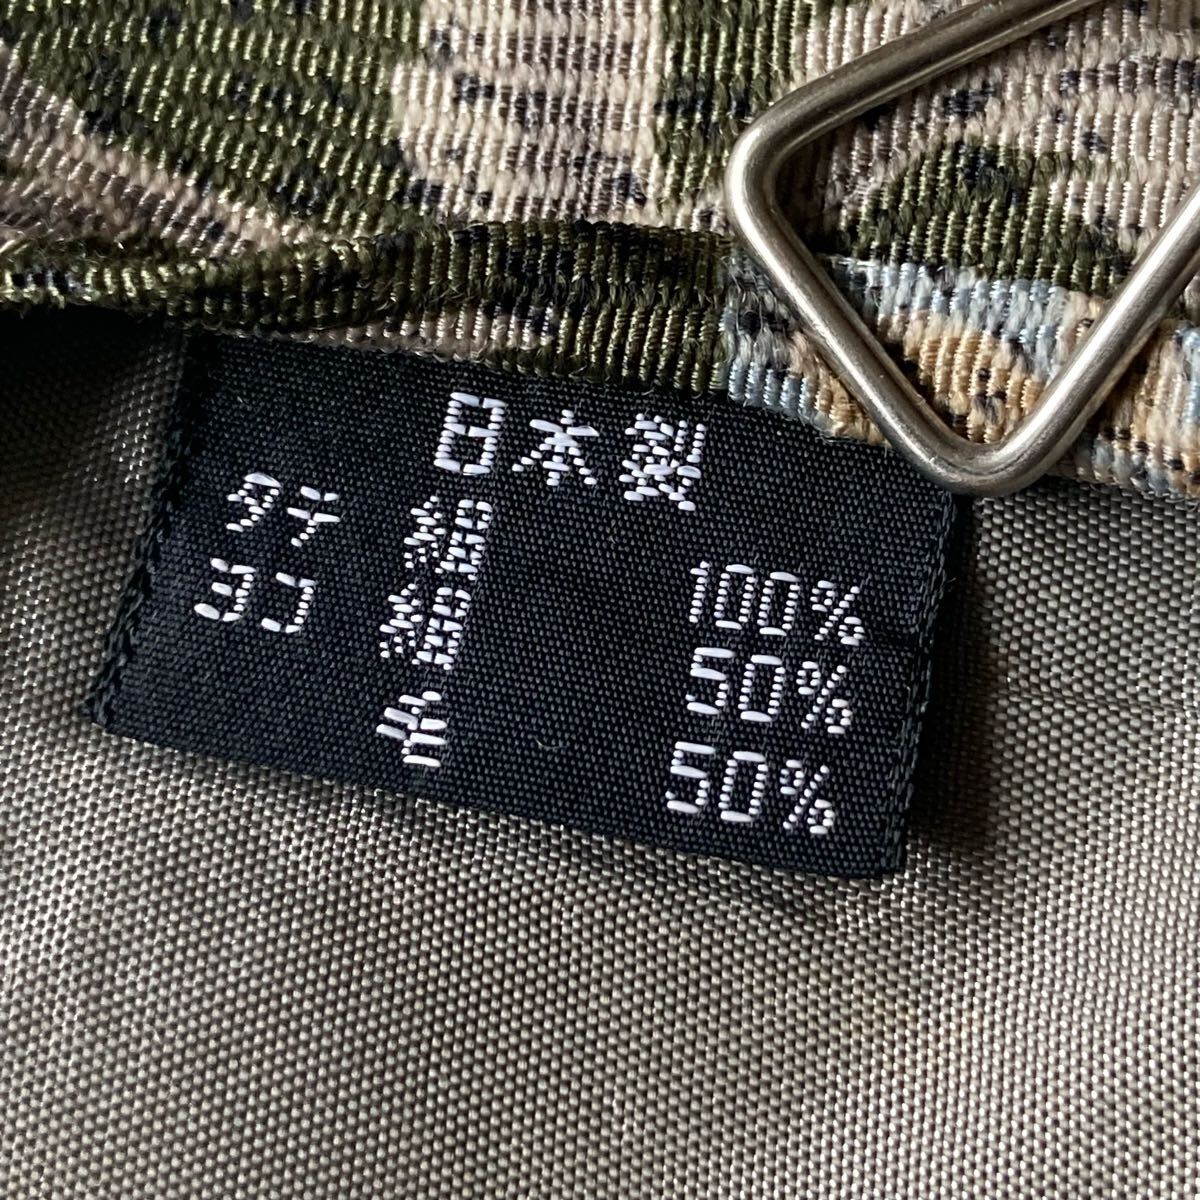 日本製
タテ 絹 100%
ヨコ 絹 50%
毛 50%